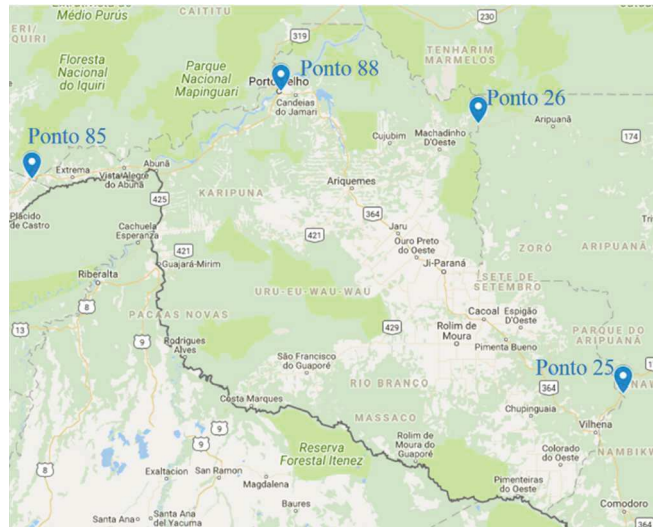 Médio Purús
CAITITU
319
230
TENHARIM
MARMELOS
Floresta
Nacional
do Iquiri
Parque
Nacional
Mapinguari
Ponto 88
Candeias
do Jamari
Ponto 26
Cujubim
Machadinho
D'Oeste
Aripuanã
174
Ponto 85
Extrema
Vista Alegre
do Abunã
Abunã
KARIPUNA
Ariquemes
425
364
Plácido
de Castro
Cachuela
Esperanza
421
421
Jaru
Ouro Preto
do Oeste
ZORÓ
ARIPUANÃ
Guajará-Mirim
Ji-Paraná
Riberalta
SETE DE
SETEMBRO
URU-EU-WAU-WAU
8
PACAÁS NOVAS
13
9
Cacoal
Espigão
D'Oeste
429
Rolim de
Moura
PARQUE DO
ARIPUANÃ
Rodrigues
Alves
Pimenta Bueno
São Francisco
do Guaporé
Ponto 25
RIO BRANCO
364
Costa Marques
MASSACO
Chupinguaia
Vilhena
9
Reserva
Forestal Itenez
Rolim de
Moura do
Guaporé
Colorado
do Oeste
NAMBIKW
8
Exaltacion
San Ramon
Magdalena
Pimenteiras
do Oeste
Baures
Comodoro
Santa Ana
Santa Ana
del Yacuma
9
364